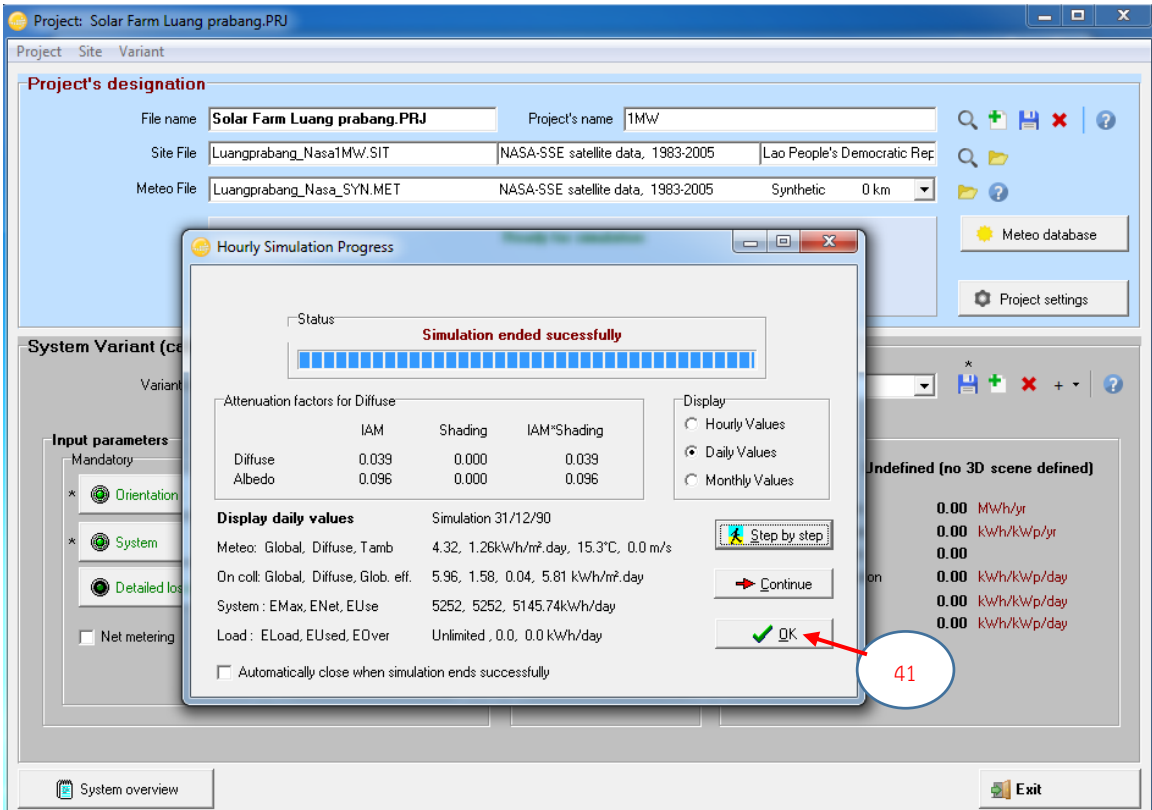 Project: Solar Farm Luang prabang.PRJ
Project Site Variant
Project's designation
File name Solar Farm Luang prabang.PRJ Project's name 1MW
Site File Luangprabang_Nasa1MW.SIT NASA-SSE satellite data, 1983-2005 Lao People's Democratic Rep
Meteo File Luangprabang_Nasa_SYN.MET NASA-SSE satellite data, 1983-2005 Synthetic 0 km
Ready for simulation
Meteo database
Project settings
Hourly Simulation Progress
Status
Simulation ended sucessfully
Attenuation factors for Diffuse
IAM Shading IAM*Shading
Diffuse 0.039 0.000 0.039
Albedo 0.096 0.000 0.096
Display
Hourly Values
Daily Values
Monthly Values
Display daily values Simulation 31/12/90
Meteo: Global, Diffuse, Tamb 4.32, 1.26kWh/m².day, 15.3°C, 0.0 m/s
On coll: Global, Diffuse, Glob. eff. 5.96, 1.58, 0.04, 5.81 kWh/m².day
System : EMax, ENet, EUse 5252, 5252, 5145.74kWh/day
Load : ELoad, EUsed, EOver Unlimited , 0.0, 0.0 kWh/day
Automatically close when simulation ends successfully
Step by step
Continue
OK
41
System Variant (ca
Variant
* + -
Input parameters
Mandatory
* Orientation
* System
Detailed los
Net metering
Undefined (no 3D scene defined)
0.00 MWh/yr
0.00 kWh/kWp/yr
0.00
on 0.00 kWh/kWp/day
0.00 kWh/kWp/day
0.00 kWh/kWp/day
System overview
Exit